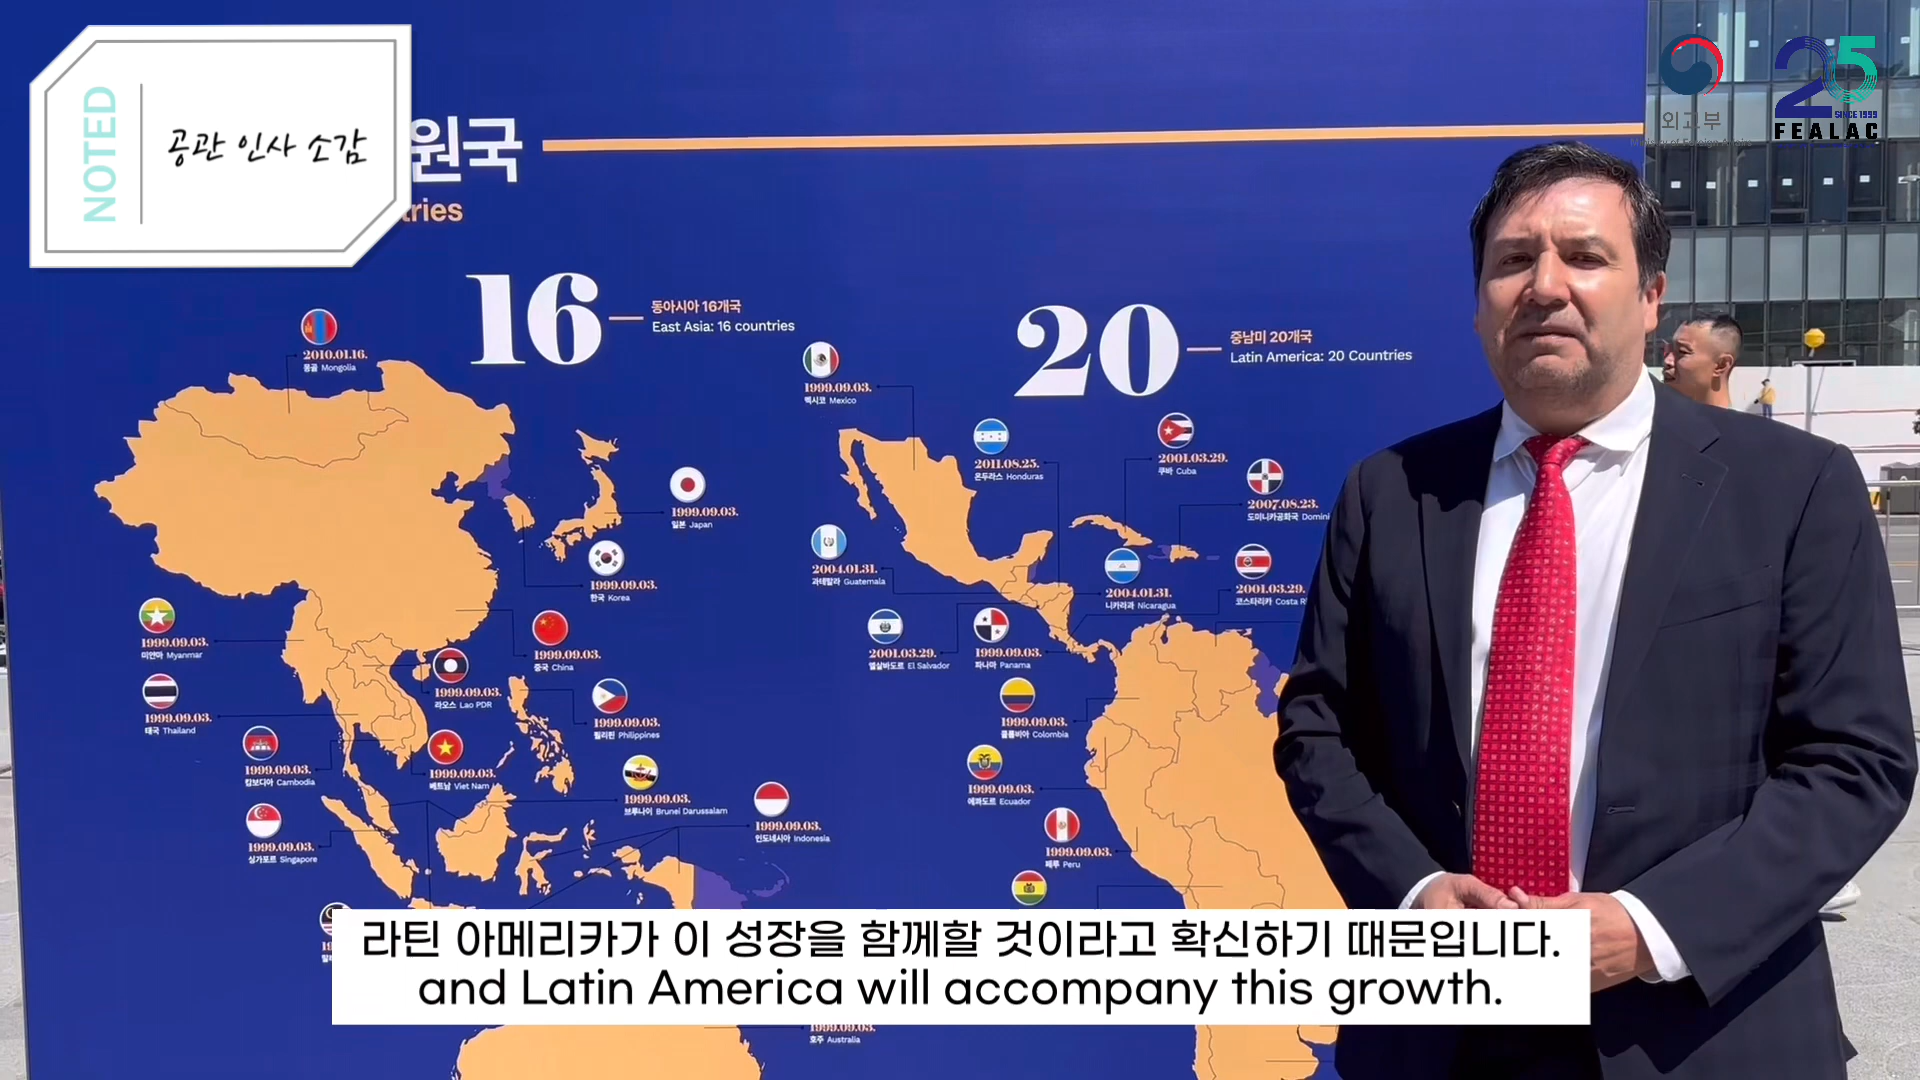 NOTED
공관 인사 소감
원국
tries
외교부
25
SINCE 1999
FEALAC
16
동아시아 16개국
East Asia: 16 countries
20
중남미 20개국
Latin America: 20 Countries
2010.01.16.
몽골 Mongolia
1999.09.03.
멕시코 Mexico
2011.08.25.
온두라스 Honduras
2001.03.29.
쿠바 Cuba
2007.08.23.
도미니카공화국 Domini
1999.09.03.
일본 Japan
1999.09.03.
한국 Korea
2004.01.31.
과테말라 Guatemala
2004.01.31.
니카라과 Nicaragua
2001.03.29.
코스타리카 Costa R
1999.09.03.
미얀마 Myanmar
1999.09.03.
중국 China
2001.03.29.
엘살바도르 El Salvador
1999.09.03.
파나마 Panama
1999.09.03.
라오스 Lao PDR
1999.09.03.
태국 Thailand
1999.09.03.
필리핀 Philippines
1999.09.03.
콜롬비아 Colombia
1999.09.03.
캄보디아 Cambodia
1999.09.03.
베트남 Viet Nam
1999.09.03.
브루나이 Brunei Darussalam
1999.09.03.
에콰도르 Ecuador
1999.09.03.
인도네시아 Indonesia
1999.09.03.
싱가포르 Singapore
1999.09.03.
페루 Peru
라틴 아메리카가 이 성장을 함께할 것이라고 확신하기 때문입니다.
and Latin America will accompany this growth.
1999.09.03.
호주 Australia